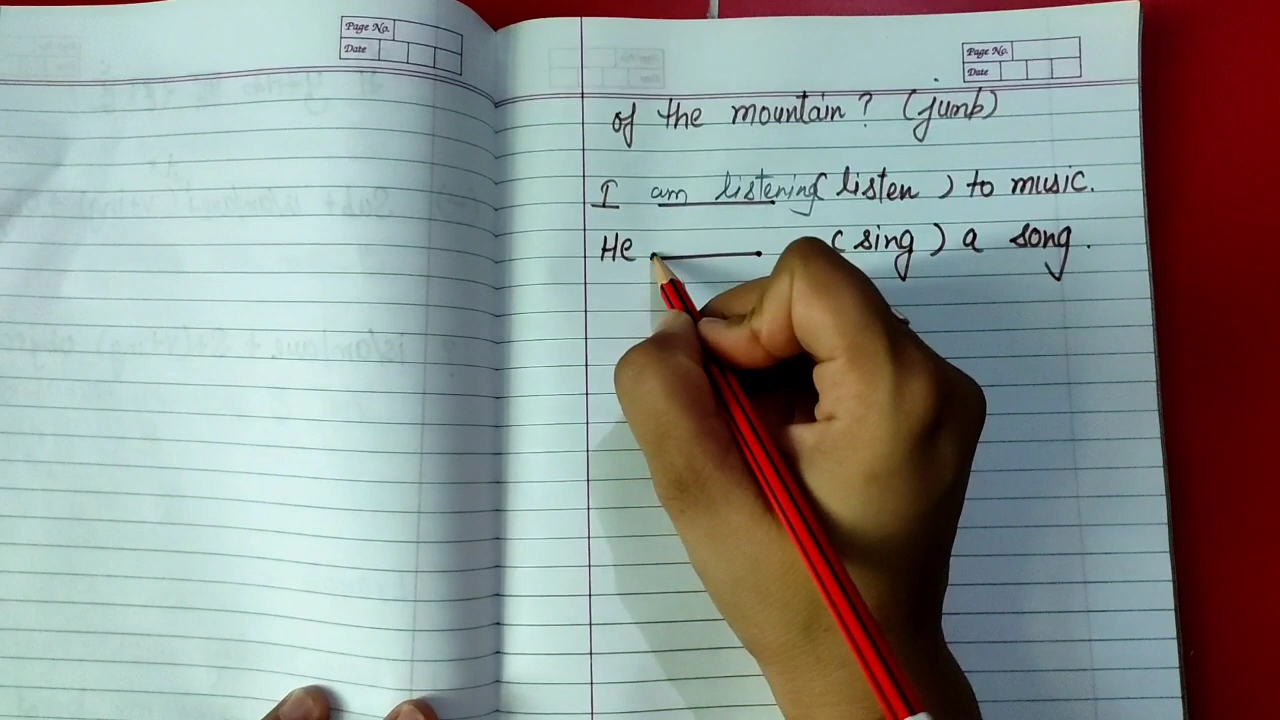 Page No.
Date
Page No.
Date
of the mountain? (jumb)
I am listening (listen) to music.
He ______ (sing) a song.